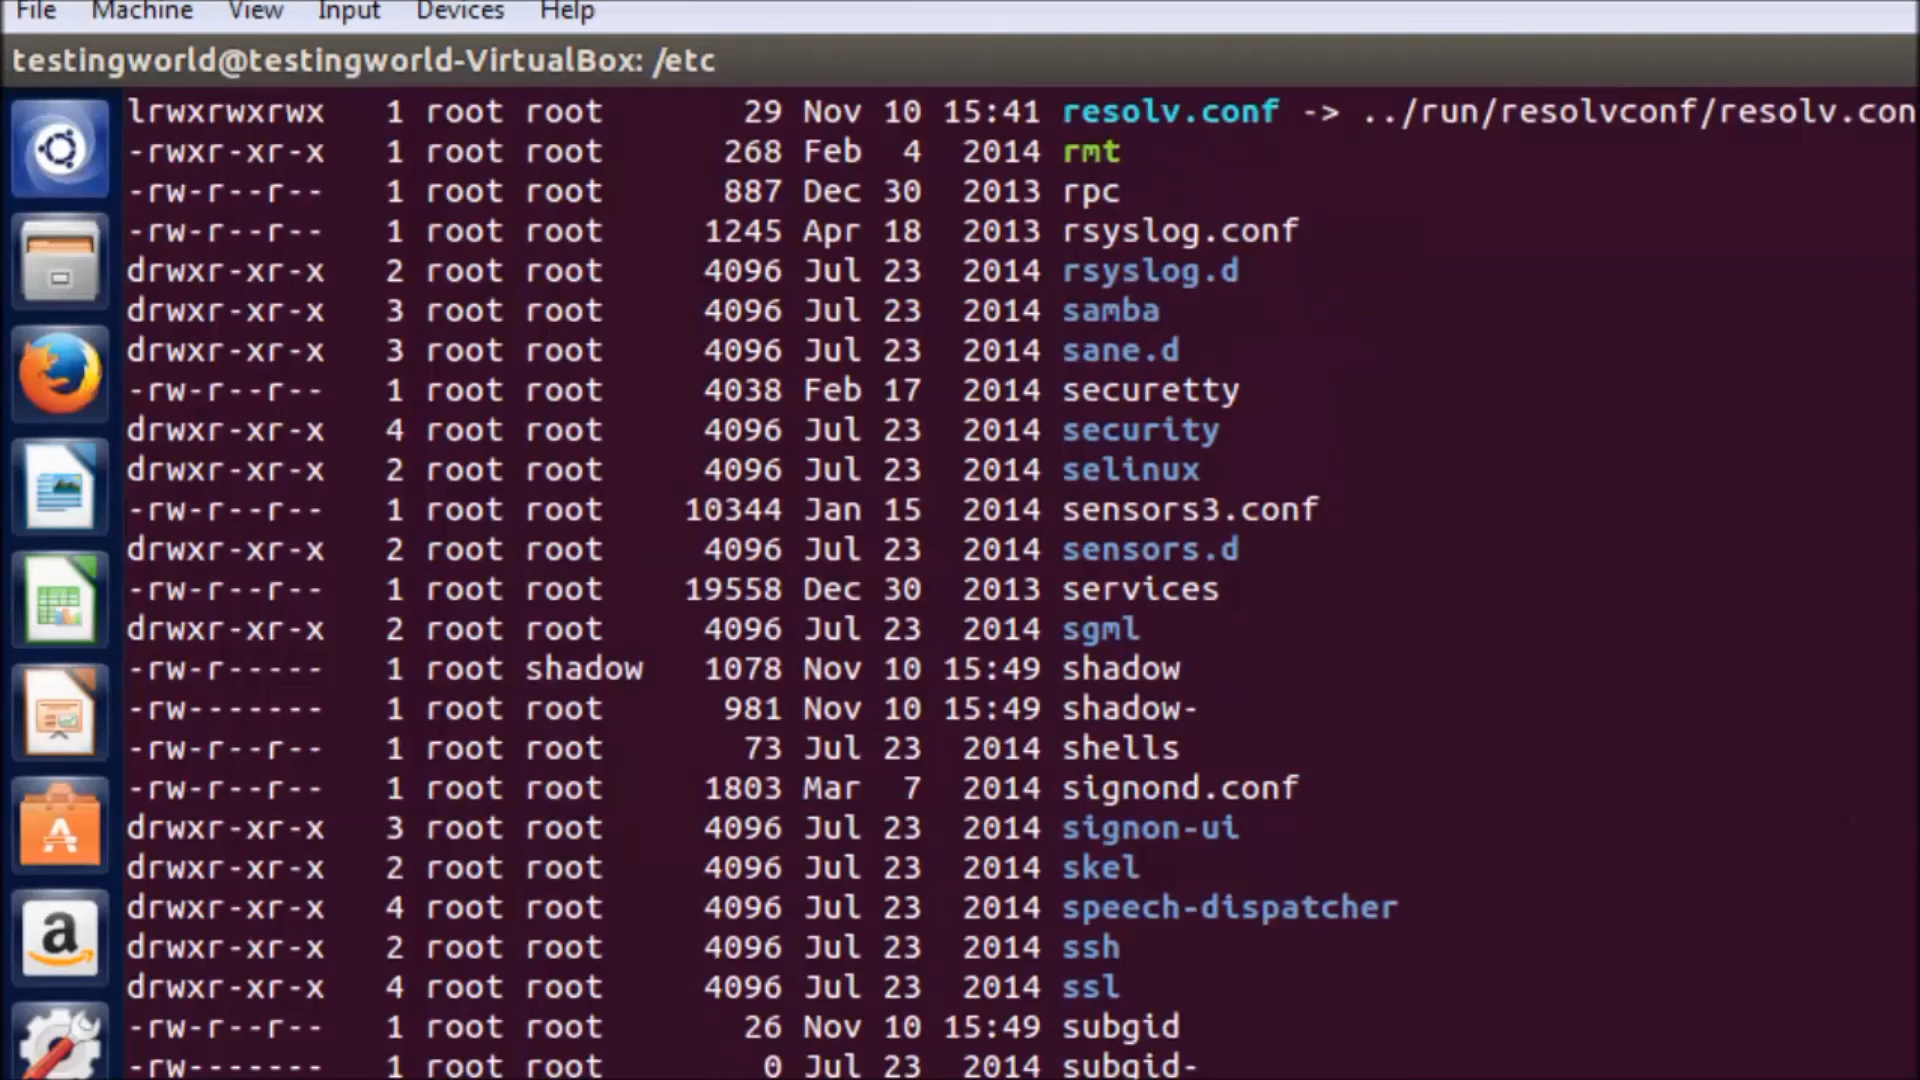 File Machine View Input Devices Help
testingworld@testingworld-VirtualBox: /etc
lrwxrwxrwx 1 root root 29 Nov 10 15:41 resolv.conf -> ../run/resolvconf/resolv.con
-rwxr-xr-x 1 root root 268 Feb 4 2014 rmt
-rw-r--r-- 1 root root 887 Dec 30 2013 rpc
-rw-r--r-- 1 root root 1245 Apr 18 2013 rsyslog.conf
drwxr-xr-x 2 root root 4096 Jul 23 2014 rsyslog.d
drwxr-xr-x 3 root root 4096 Jul 23 2014 samba
drwxr-xr-x 3 root root 4096 Jul 23 2014 sane.d
-rw-r--r-- 1 root root 4038 Feb 17 2014 securetty
drwxr-xr-x 4 root root 4096 Jul 23 2014 security
drwxr-xr-x 2 root root 4096 Jul 23 2014 selinux
-rw-r--r-- 1 root root 10344 Jan 15 2014 sensors3.conf
drwxr-xr-x 2 root root 4096 Jul 23 2014 sensors.d
-rw-r--r-- 1 root root 19558 Dec 30 2013 services
drwxr-xr-x 2 root root 4096 Jul 23 2014 sgml
-rw-r----- 1 root shadow 1078 Nov 10 15:49 shadow
-rw------- 1 root root 981 Nov 10 15:49 shadow-
-rw-r--r-- 1 root root 73 Jul 23 2014 shells
-rw-r--r-- 1 root root 1803 Mar 7 2014 signond.conf
drwxr-xr-x 3 root root 4096 Jul 23 2014 signon-ui
drwxr-xr-x 2 root root 4096 Jul 23 2014 skel
drwxr-xr-x 4 root root 4096 Jul 23 2014 speech-dispatcher
drwxr-xr-x 2 root root 4096 Jul 23 2014 ssh
drwxr-xr-x 4 root root 4096 Jul 23 2014 ssl
-rw-r--r-- 1 root root 26 Nov 10 15:49 subgid
-rw------- 1 root root 0 Jul 23 2014 subgid-